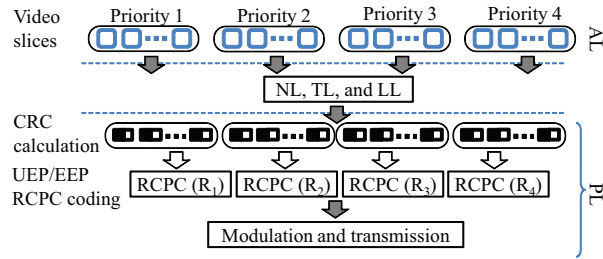 Video slices
Priority 1
Priority 2
Priority 3
Priority 4
AL
NL, TL, and LL
CRC calculation
UEP/EEP RCPC coding
RCPC (R1)
RCPC (R2)
RCPC (R3)
RCPC (R4)
PL
Modulation and transmission